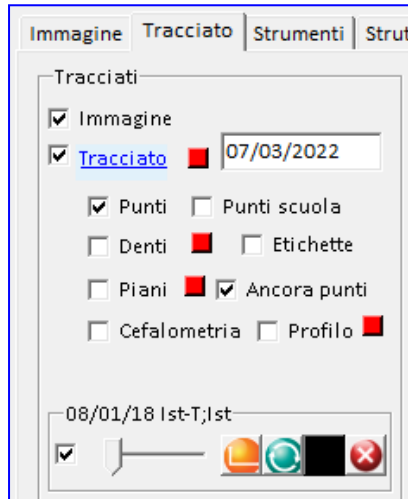 Immagine Tracciato Strumenti Strut
Tracciati
Immagine
Tracciato 07/03/2022
Punti Punti scuola
Denti Etichette
Piani Ancora punti
Cefalometria Profilo
08/01/18 Ist-T;Ist